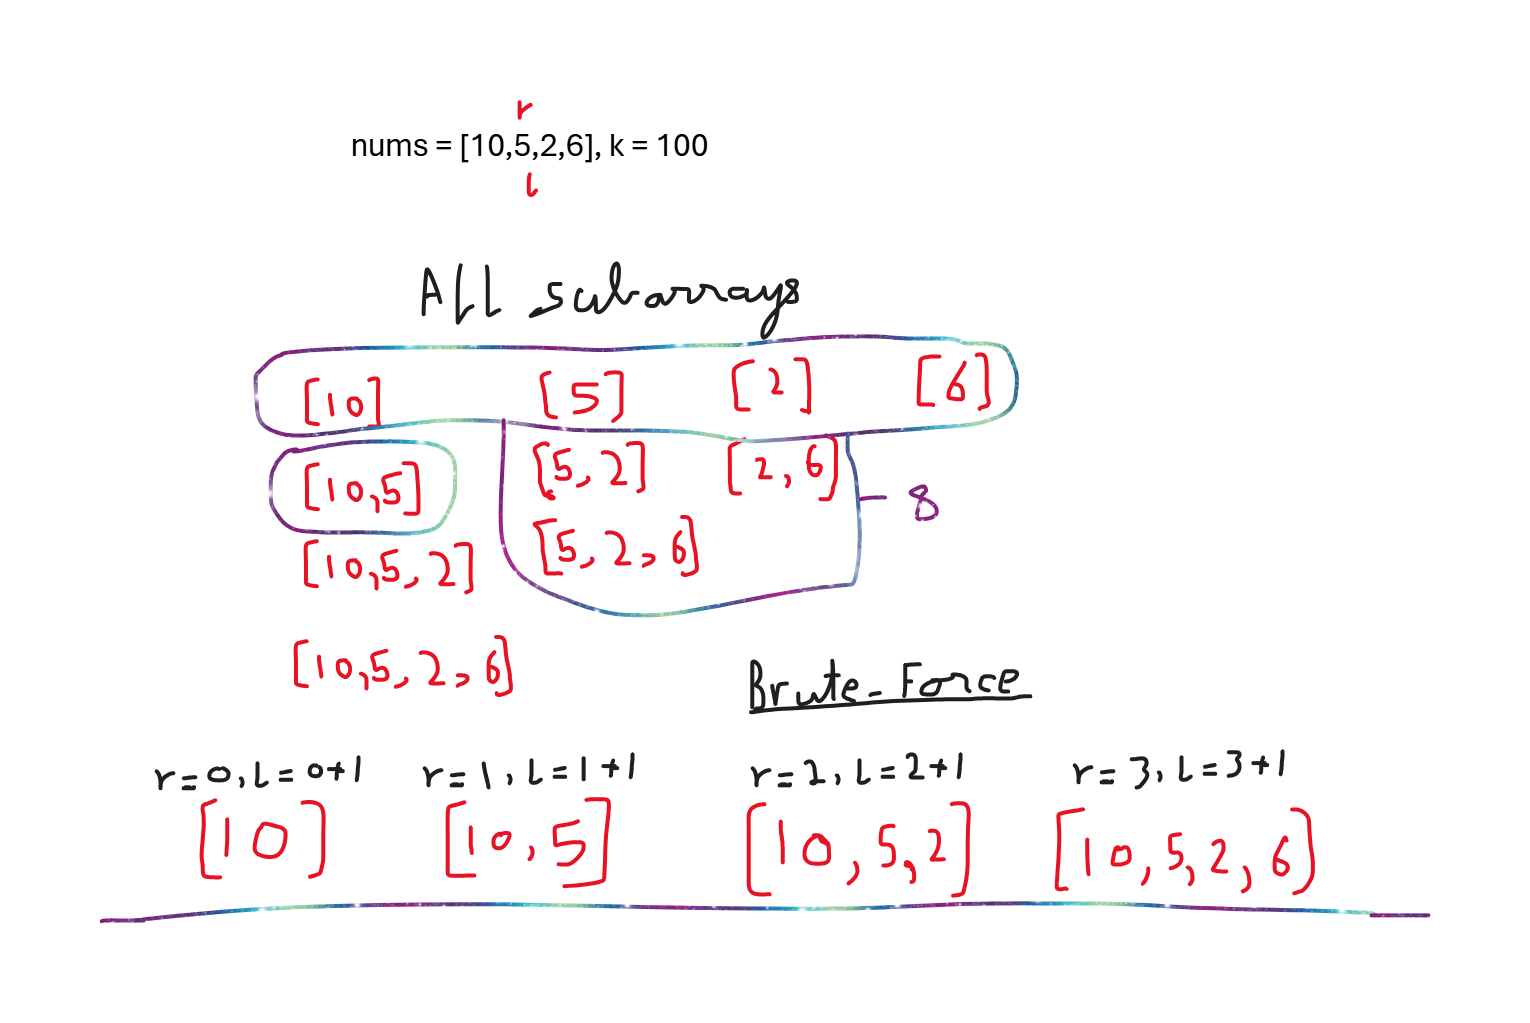 r
nums = [10,5,2,6], k = 100
l
All subarrays
[10] [5] [2] [6]
[10,5] [5,2] [2,6] 8
[10,5,2] [5,2,6]
[10,5,2,6]
Brute-Force
r=0,l=0+1 r=1,l=1+1 r=2,l=2+1 r=3,l=3+1
[10] [10,5] [10,5,2] [10,5,2,6]